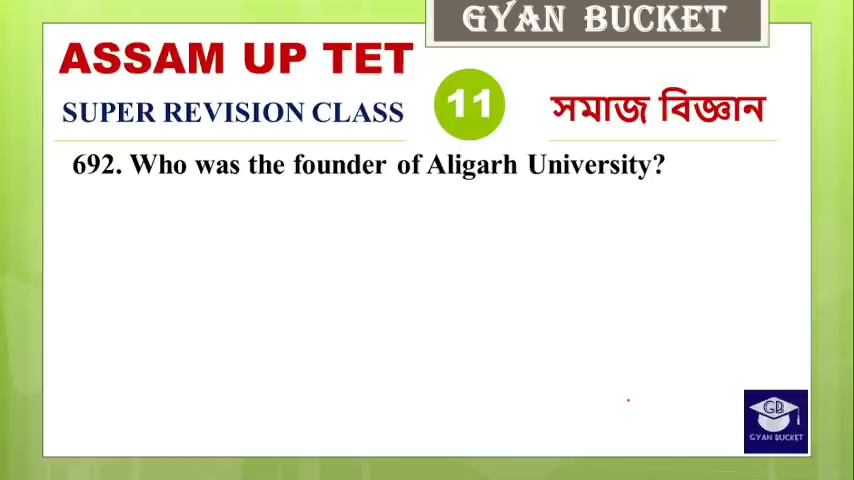 GYAN BUCKET
ASSAM UP TET
SUPER REVISION CLASS
11
সমাজ বিজ্ঞান
692. Who was the founder of Aligarh University?
GB
GYAN BUCKET